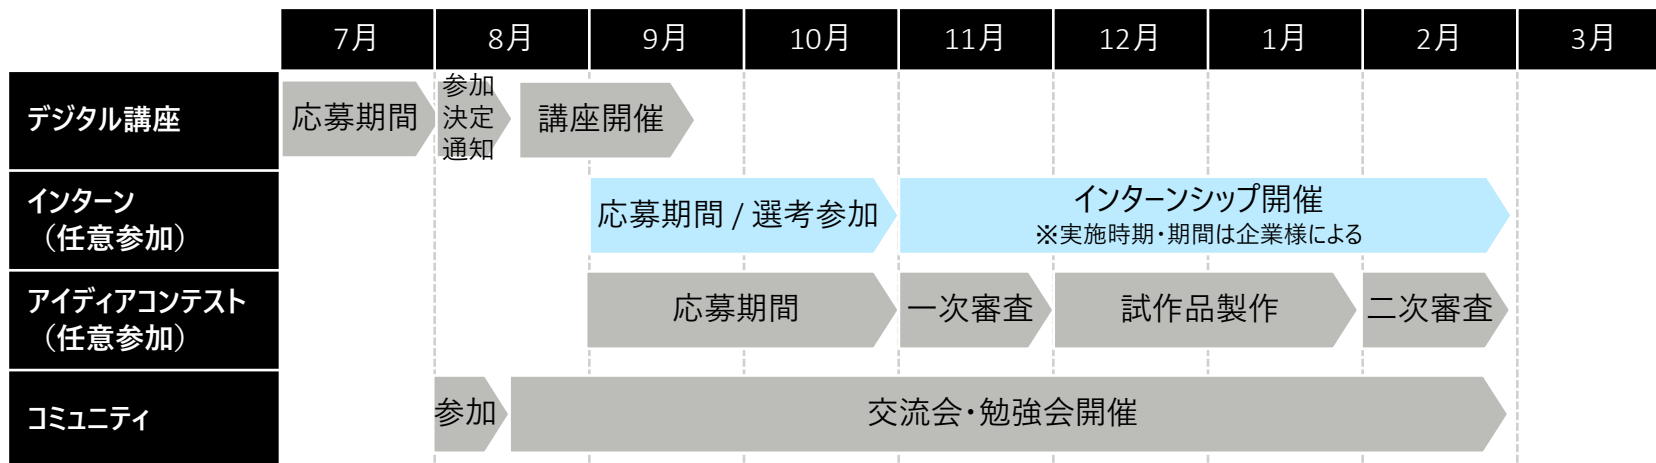 7月 8月 9月 10月 11月 12月 1月 2月 3月
デジタル講座
応募期間
参加
決定
通知
講座開催
インターン
（任意参加）
応募期間 / 選考参加
インターンシップ開催
※実施時期・期間は企業様による
アイディアコンテスト
（任意参加）
応募期間
一次審査
試作品製作
二次審査
コミュニティ
参加
交流会・勉強会開催